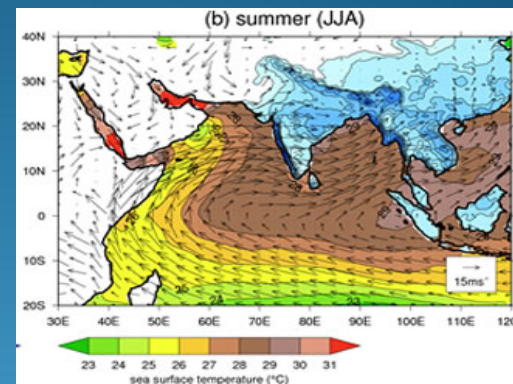 (b) summer (JJA)
40N
30N
20N
10N
0
10S
20S
15ms⁻¹
30E 40E 50E 60E 70E 80E 90E 100E 110E 120
23 24 25 26 27 28 29 30 31
sea surface temperature (°C)